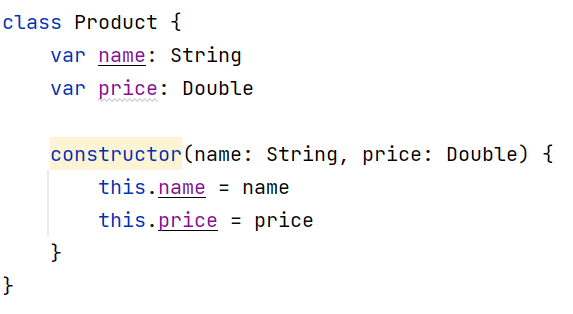 class Product {
    var name: String
    var price: Double

    constructor(name: String, price: Double) {
        this.name = name
        this.price = price
    }
}